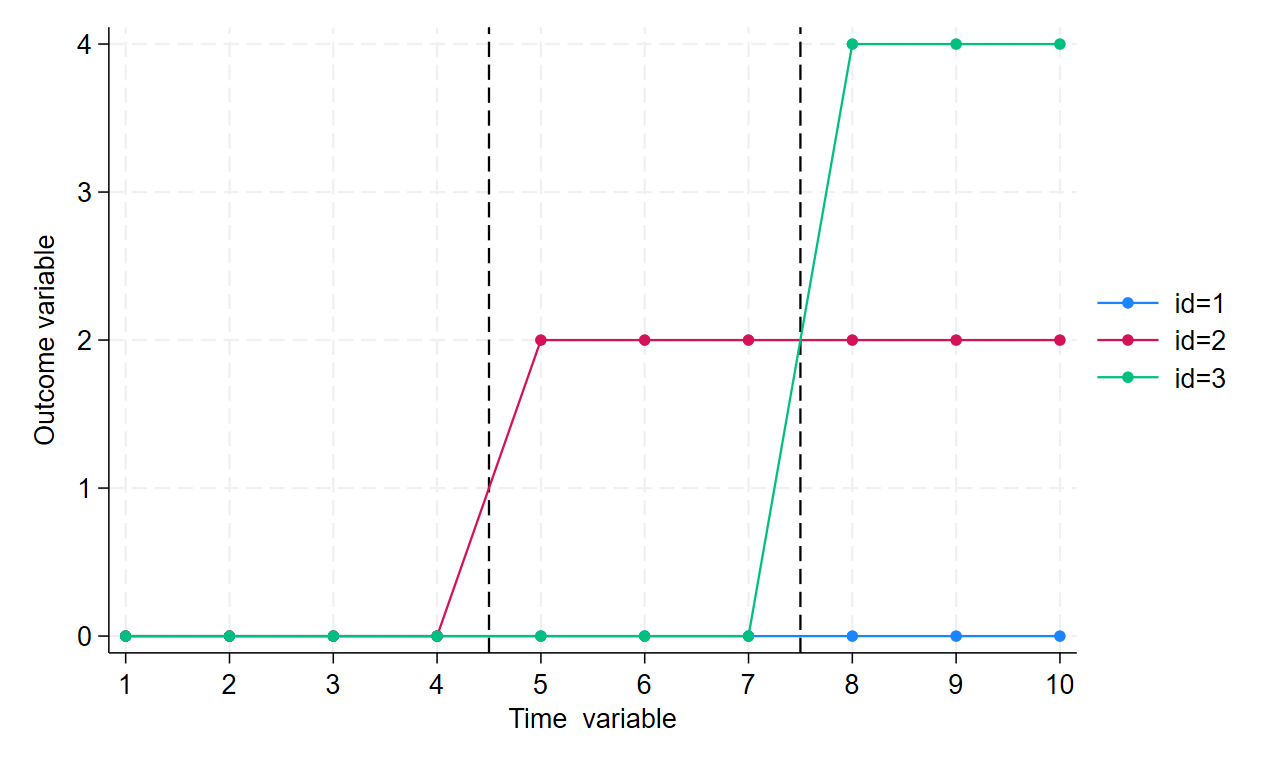 4
3
2
1
0
Outcome variable
1 2 3 4 5 6 7 8 9 10
Time  variable
id=1
id=2
id=3